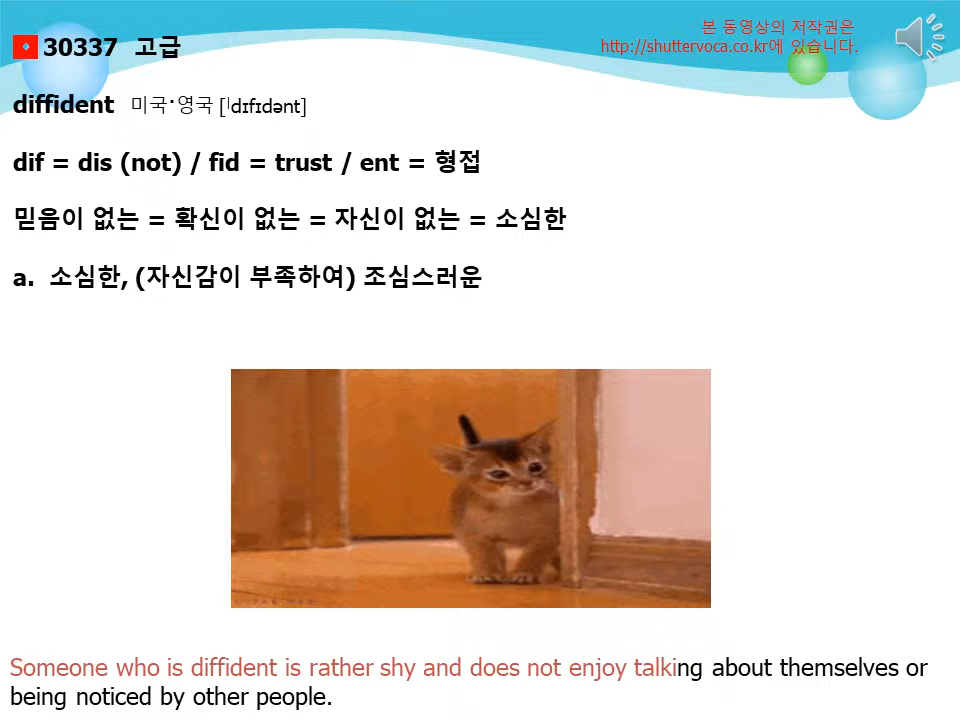 본 동영상의 저작권은
http://shuttervoca.co.kr에 있습니다.
30337 고급
diffident 미국·영국 [ˈdɪfɪdənt]
dif = dis (not) / fid = trust / ent = 형접
믿음이 없는 = 확신이 없는 = 자신이 없는 = 소심한
a. 소심한, (자신감이 부족하여) 조심스러운
Someone who is diffident is rather shy and does not enjoy talking about themselves or
being noticed by other people.